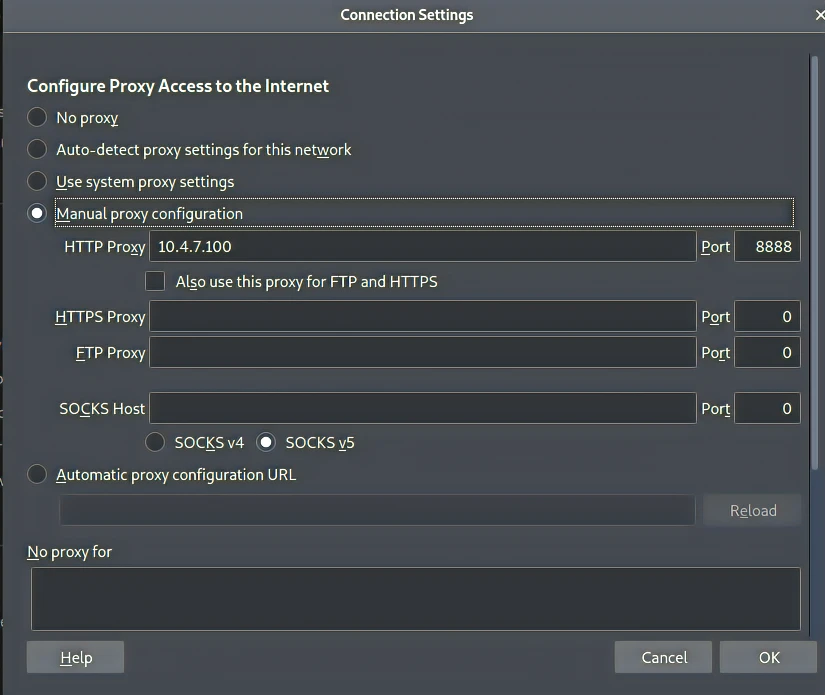 Connection Settings
Configure Proxy Access to the Internet
No proxy
Auto-detect proxy settings for this network
Use system proxy settings
Manual proxy configuration
HTTP Proxy 10.4.7.100 Port 8888
Also use this proxy for FTP and HTTPS
HTTPS Proxy Port 0
FTP Proxy Port 0
SOCKS Host Port 0
SOCKS v4 SOCKS v5
Automatic proxy configuration URL
Reload
No proxy for
Help Cancel OK